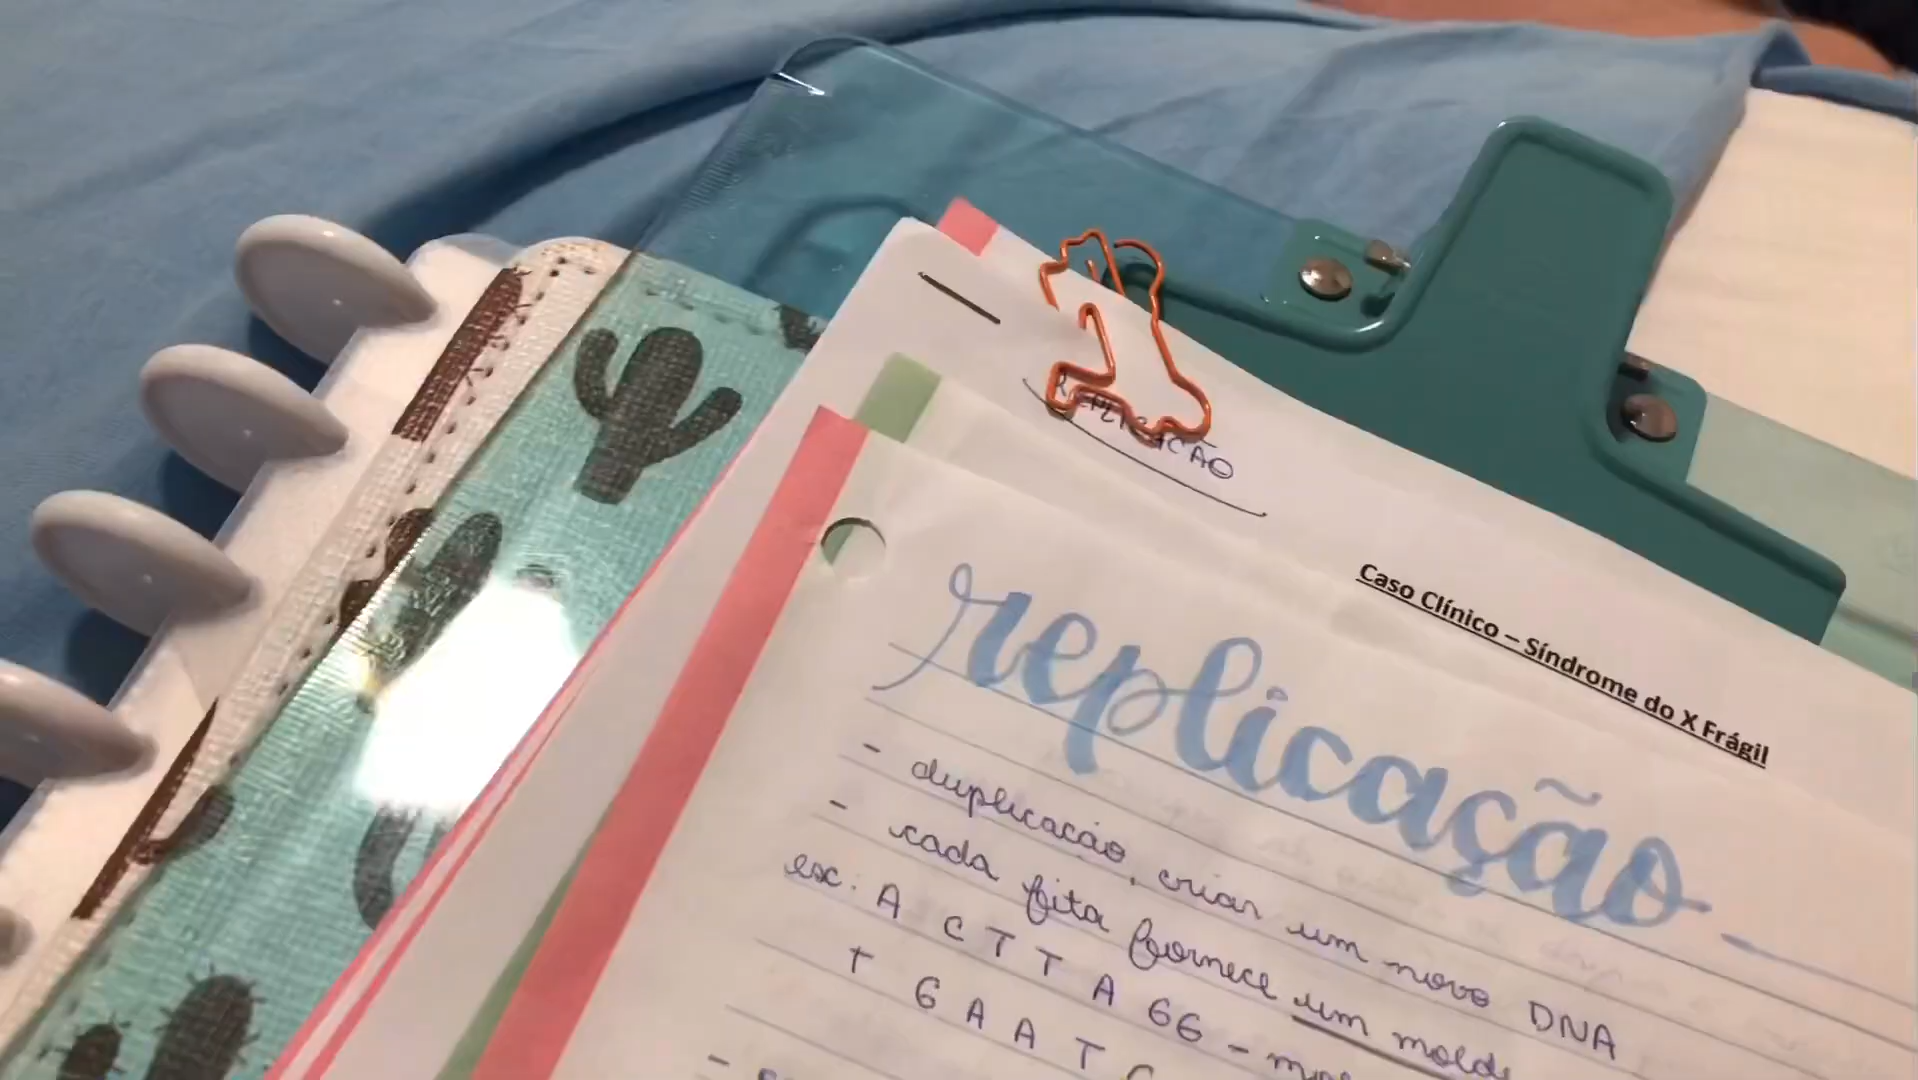 REPLICAÇÃO
Caso Clínico – Síndrome do X Frágil
replicação
- duplicação, criar um novo DNA
- cada fita fornece um molde
ex: A C T T A G G -
T G A A T C
-